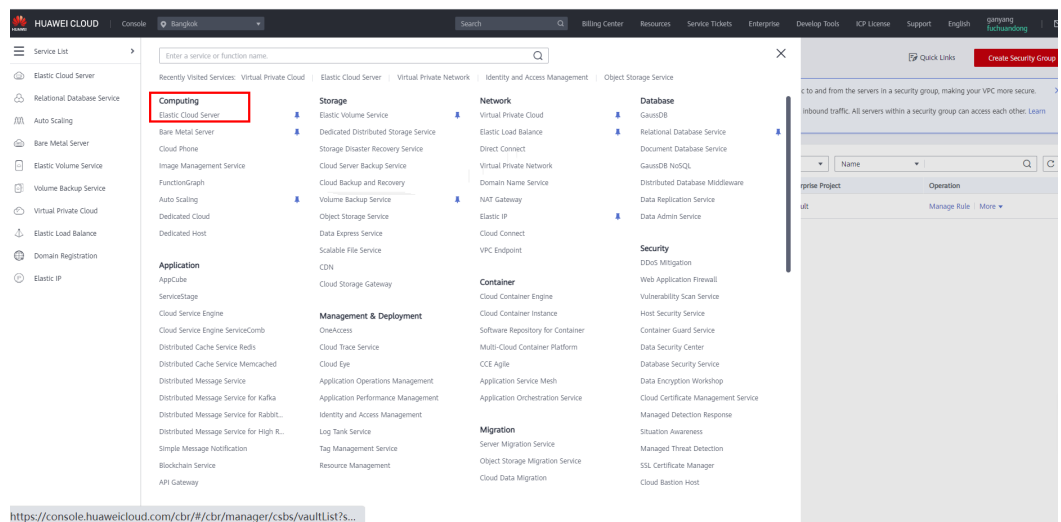 HUAWEI
HUAWEI CLOUD
Console
Bangkok
Search
Billing Center
Resources
Service Tickets
Enterprise
Develop Tools
ICP License
Support
English
ganyang
fuchuandong
Service List
Elastic Cloud Server
Relational Database Service
Auto Scaling
Bare Metal Server
Elastic Volume Service
Volume Backup Service
Virtual Private Cloud
Elastic Load Balance
Domain Registration
Elastic IP
Enter a service or function name.
Recently Visited Services: Virtual Private Cloud | Elastic Cloud Server | Virtual Private Network | Identity and Access Management | Object Storage Service
Computing
Elastic Cloud Server
Bare Metal Server
Cloud Phone
Image Management Service
FunctionGraph
Auto Scaling
Dedicated Cloud
Dedicated Host
Application
AppCube
ServiceStage
Cloud Service Engine
Cloud Service Engine ServiceComb
Distributed Cache Service Redis
Distributed Cache Service Memcached
Distributed Message Service
Distributed Message Service for Kafka
Distributed Message Service for Rabbit...
Distributed Message Service for High R...
Simple Message Notification
Blockchain Service
API Gateway
Storage
Elastic Volume Service
Dedicated Distributed Storage Service
Storage Disaster Recovery Service
Cloud Server Backup Service
Cloud Backup and Recovery
Volume Backup Service
Object Storage Service
Data Express Service
Scalable File Service
CDN
Cloud Storage Gateway
Management & Deployment
OneAccess
Cloud Trace Service
Cloud Eye
Application Operations Management
Application Performance Management
Identity and Access Management
Log Tank Service
Tag Management Service
Resource Management
Network
Virtual Private Cloud
Elastic Load Balance
Direct Connect
Virtual Private Network
Domain Name Service
NAT Gateway
Elastic IP
Cloud Connect
VPC Endpoint
Container
Cloud Container Engine
Cloud Container Instance
Software Repository for Container
Multi-Cloud Container Platform
CCE Agile
Application Service Mesh
Application Orchestration Service
Migration
Server Migration Service
Object Storage Migration Service
Cloud Data Migration
Database
GaussDB
Relational Database Service
Document Database Service
GaussDB NoSQL
Distributed Database Middleware
Data Replication Service
Data Admin Service
Security
DDoS Mitigation
Web Application Firewall
Vulnerability Scan Service
Host Security Service
Container Guard Service
Data Security Center
Database Security Service
Data Encryption Workshop
Cloud Certificate Management Service
Managed Detection Response
Situation Awareness
Managed Threat Detection
SSL Certificate Manager
Cloud Bastion Host
Quick Links
Create Security Group
c to and from the servers in a security group, making your VPC more secure.
inbound traffic. All servers within a security group can access each other. Learn
Name
rprise Project
Operation
ult
Manage Rule | More
https://console.huaweicloud.com/cbr/#/cbr/manager/csbs/vaultList?s...